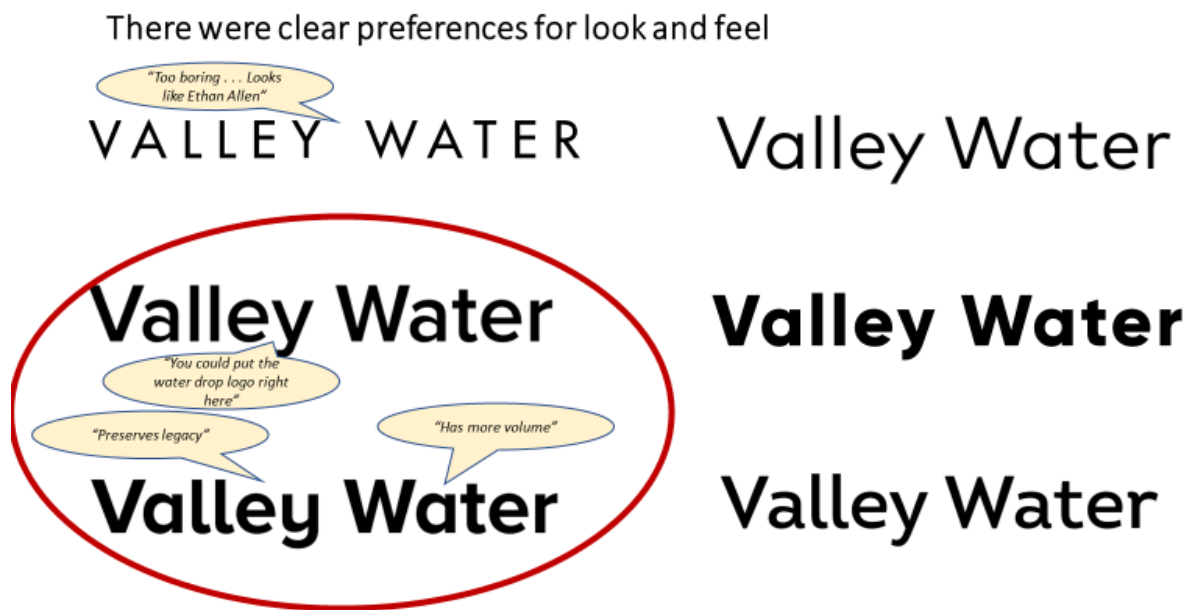 There were clear preferences for look and feel
“Too boring . . . Looks
like Ethan Allen”
VALLEY WATER
Valley Water
Valley Water
“You could put the
water drop logo right
here”
Valley Water
“Preserves legacy”
“Has more volume”
Valley Water
Valley Water